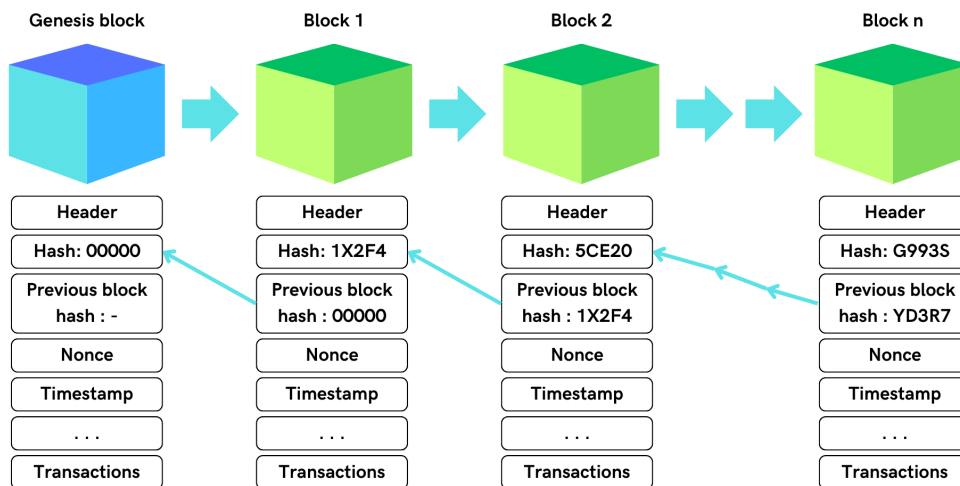 Genesis block
Block 1
Block 2
Block n
Header
Hash: 00000
Previous block
hash : -
Nonce
Timestamp
. . .
Transactions
Header
Hash: 1X2F4
Previous block
hash : 00000
Nonce
Timestamp
. . .
Transactions
Header
Hash: 5CE20
Previous block
hash : 1X2F4
Nonce
Timestamp
. . .
Transactions
Header
Hash: G993S
Previous block
hash : YD3R7
Nonce
Timestamp
. . .
Transactions